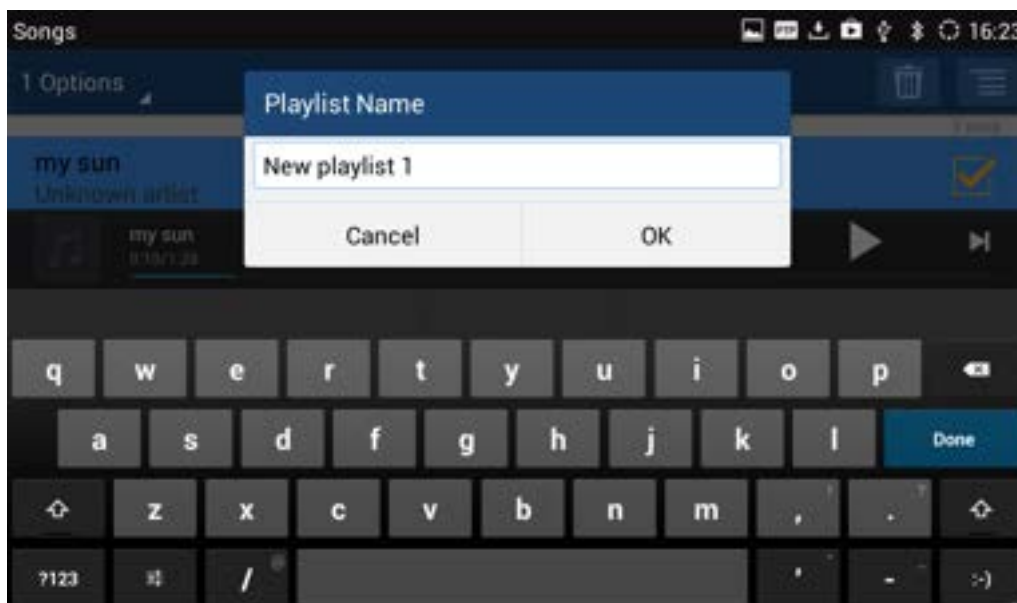 Songs
16:23
1 Options
Playlist Name
my sun
Unknown artist
New playlist 1
Cancel
OK
my sun
q w e r t y u i o p
a s d f g h j k l Done
z x c v b n m , .
?123 / ' - :-)